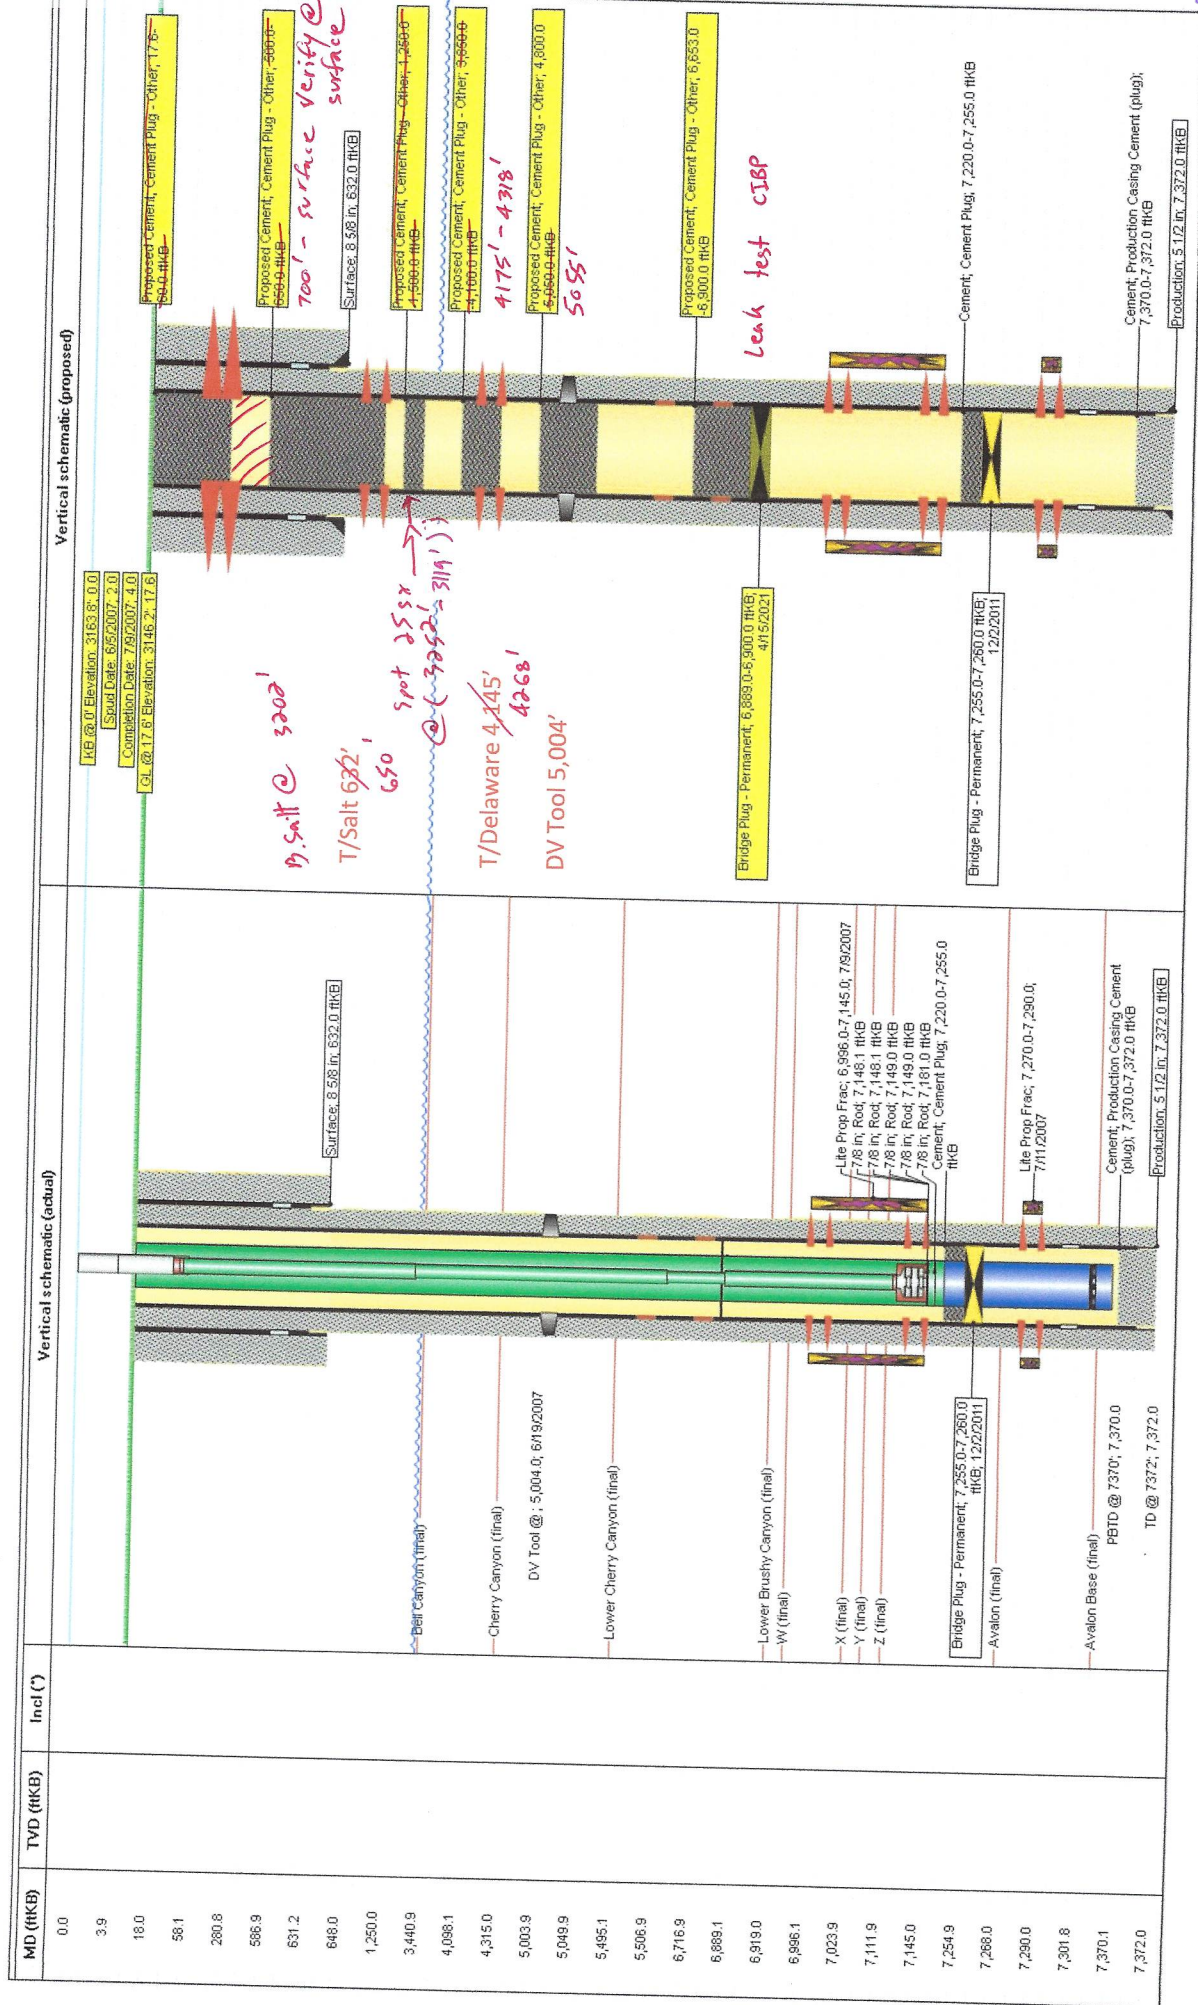 Vertical schematic (actual)
Vertical schematic (proposed)
MD (ftKB)
TVD (ftKB)
Incl (°)
0.0
3.9
18.0
58.1
280.8
586.9
631.2
648.0
1,250.0
3,440.9
4,098.1
4,315.0
5,003.9
5,049.9
5,495.1
5,506.9
6,716.9
6,889.1
6,919.0
6,996.1
7,023.9
7,111.9
7,145.0
7,254.9
7,268.0
7,290.0
7,301.8
7,370.1
7,372.0
Surface; 8 5/8 in; 632.0 ftKB
Bell Canyon (final)
Cherry Canyon (final)
DV Tool @ ; 5,004.0; 6/19/2007
Lower Cherry Canyon (final)
Lower Brushy Canyon (final)
W (final)
X (final)
Y (final)
Z (final)
Lite Prop Frac; 6,996.0-7,145.0; 7/9/2007
7/8 in; Rod; 7,148.1 ftKB
7/8 in; Rod; 7,148.1 ftKB
7/8 in; Rod; 7,149.0 ftKB
7/8 in; Rod; 7,149.0 ftKB
7/8 in; Rod; 7,181.0 ftKB
Cement; Cement Plug; 7,220.0-7,255.0
ftKB
Bridge Plug - Permanent; 7,255.0-7,260.0
ftKB; 12/2/2011
Avalon (final)
Lite Prop Frac; 7,270.0-7,290.0;
7/11/2007
Avalon Base (final)
PBTD @ 7370'; 7,370.0
Cement; Production Casing Cement
(plug); 7,370.0-7,372.0 ftKB
TD @ 7372'; 7,372.0
Production; 5 1/2 in; 7,372.0 ftKB
KB @ 0' Elevation: 3163.8'; 0.0
Spud Date: 6/5/2007; 2.0
Completion Date: 7/9/2007; 4.0
GL @ 17.6' Elevation: 3146.2'; 17.6
Proposed Cement; Cement Plug - Other; 17.6-
60.0 ftKB
Proposed Cement; Cement Plug - Other; 500.0-
650.0 ftKB
700' - surface verify @
surface
Surface; 8 5/8 in; 632.0 ftKB
B. Salt @ 3202'
T/Salt 632'
650'
Proposed Cement; Cement Plug - Other; 1,250.0
-1,500.0 ftKB
spot 25 sx
@ (3252' - 3119')
Proposed Cement; Cement Plug - Other; 3,850.0
-4,100.0 ftKB
4175' - 4318'
T/Delaware 4,145'
4268'
Proposed Cement; Cement Plug - Other; 4,800.0
-5,050.0 ftKB
5055'
DV Tool 5,004'
Proposed Cement; Cement Plug - Other; 6,653.0
-6,900.0 ftKB
Leak test CIBP
Bridge Plug - Permanent; 6,889.0-6,900.0 ftKB;
4/15/2021
Cement; Cement Plug; 7,220.0-7,255.0 ftKB
Bridge Plug - Permanent; 7,255.0-7,260.0 ftKB;
12/2/2011
Cement; Production Casing Cement (plug);
7,370.0-7,372.0 ftKB
Production; 5 1/2 in; 7,372.0 ftKB